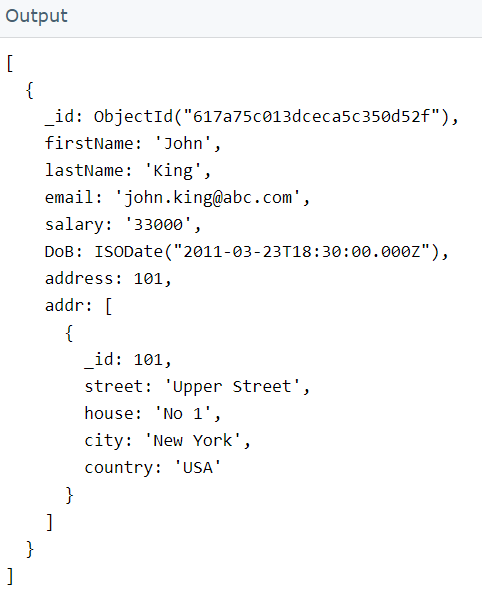 Output
[
  {
    _id: ObjectId("617a75c013dceca5c350d52f"),
    firstName: 'John',
    lastName: 'King',
    email: 'john.king@abc.com',
    salary: '33000',
    DoB: ISODate("2011-03-23T18:30:00.000Z"),
    address: 101,
    addr: [
      {
        _id: 101,
        street: 'Upper Street',
        house: 'No 1',
        city: 'New York',
        country: 'USA'
      }
    ]
  }
]